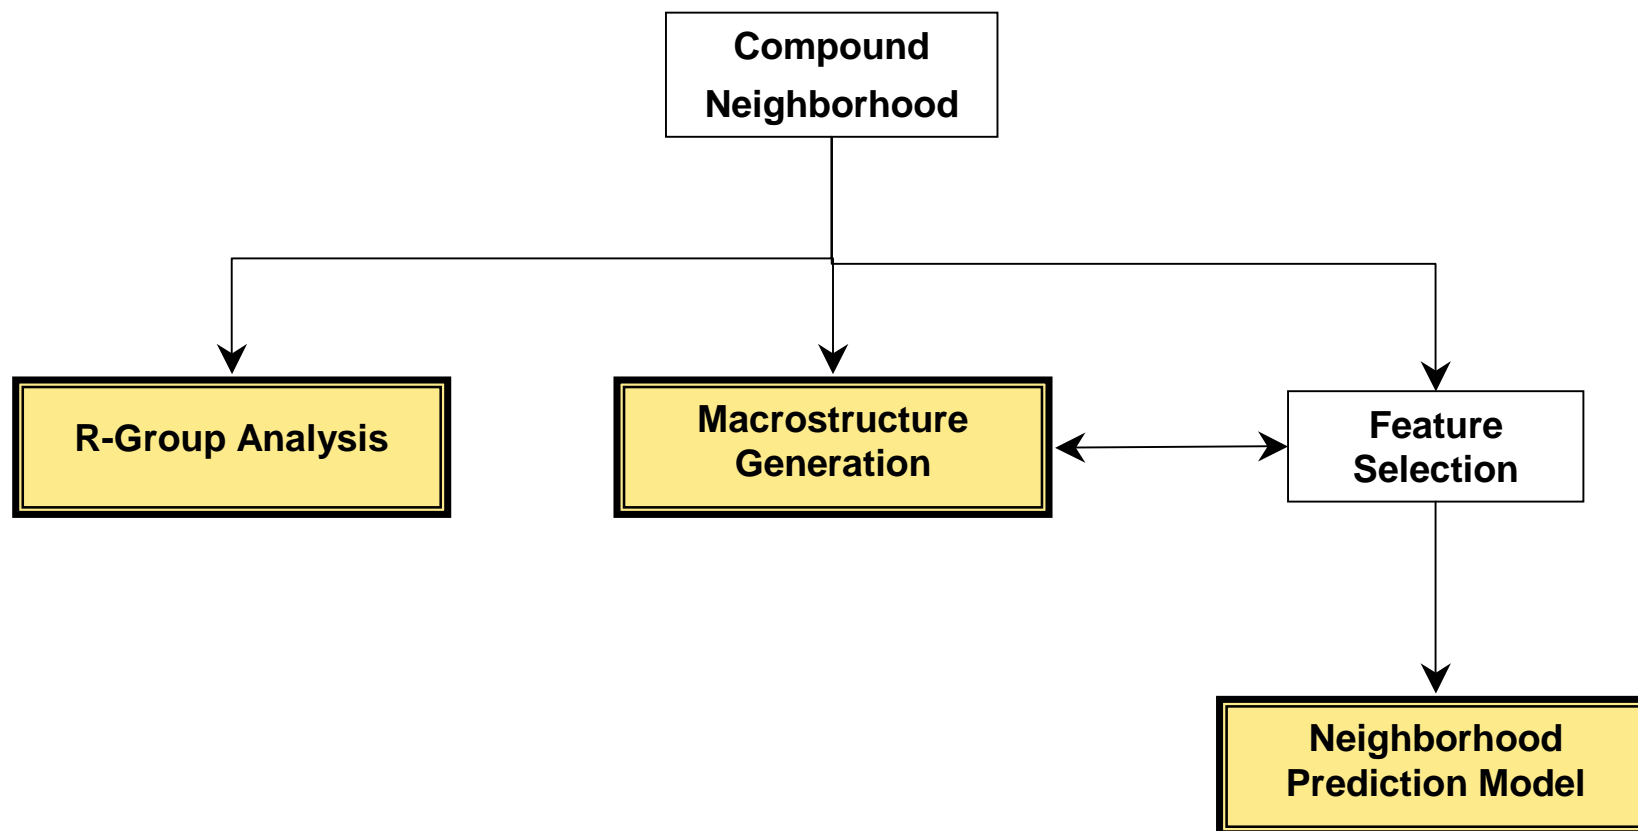 Compound
Neighborhood
R-Group Analysis
Macrostructure
Generation
Feature
Selection
Neighborhood
Prediction Model